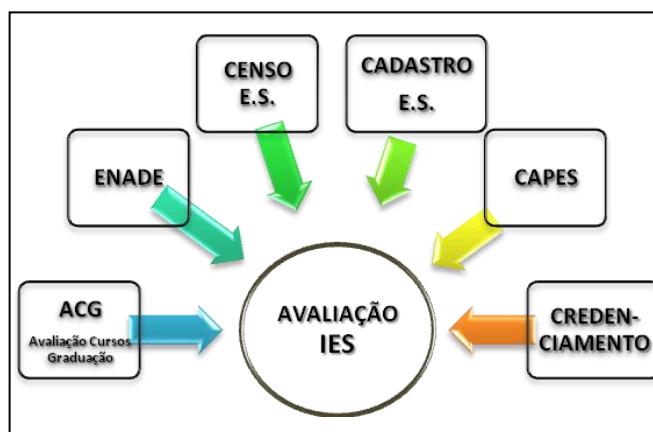 CENSO
E.S.
CADASTRO
E.S.
ENADE
CAPES
ACG
Avaliação Cursos
Graduação
AVALIAÇÃO
IES
CREDEN-
CIAMENTO